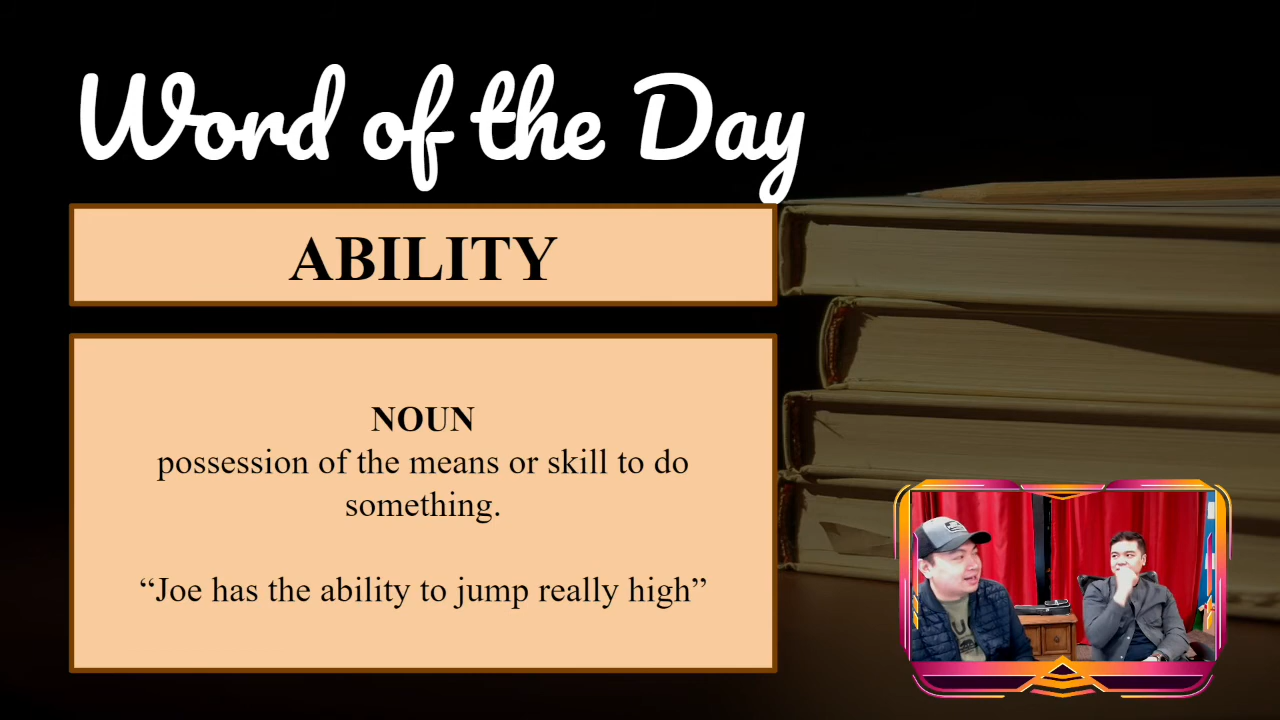 Word of the Day
ABILITY
NOUN
possession of the means or skill to do
something.
“Joe has the ability to jump really high”